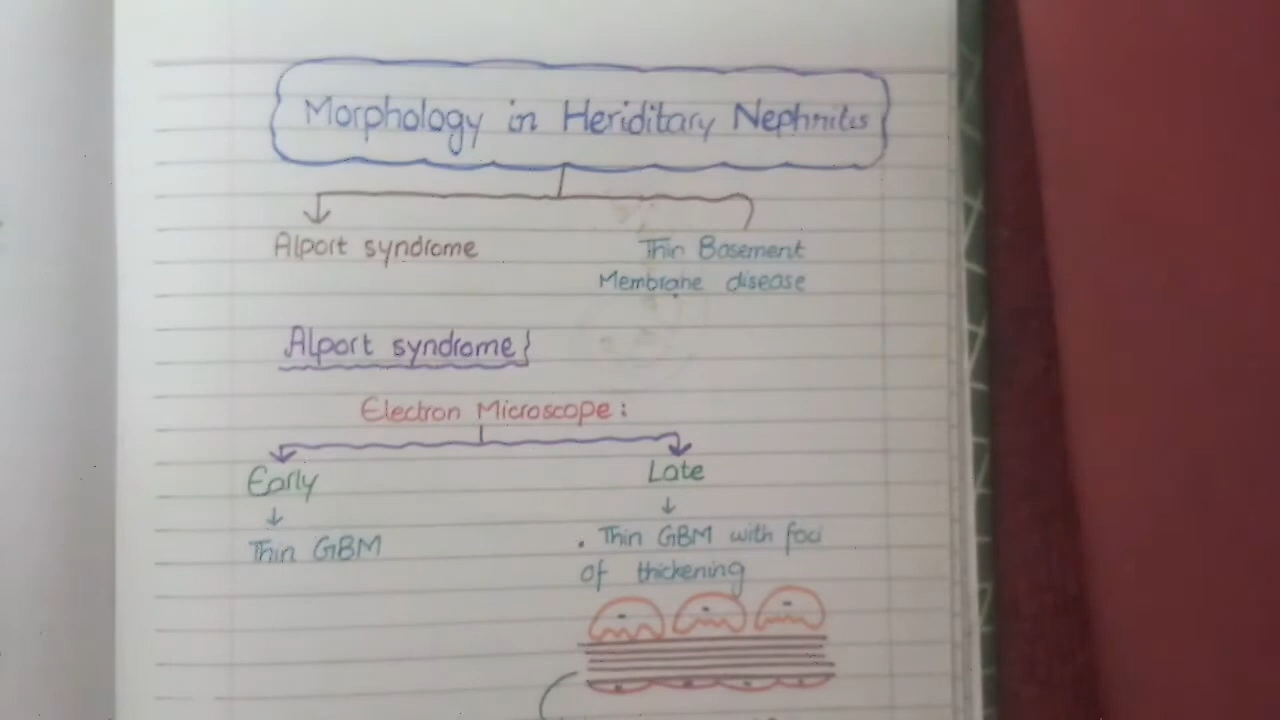 Morphology in Heriditary Nephritis
Alport syndrome
Thin Basement
Membrane disease
Alport syndrome}
Electron Microscope:
Early
Late
Thin GBM
. Thin GBM with foci
of thickening